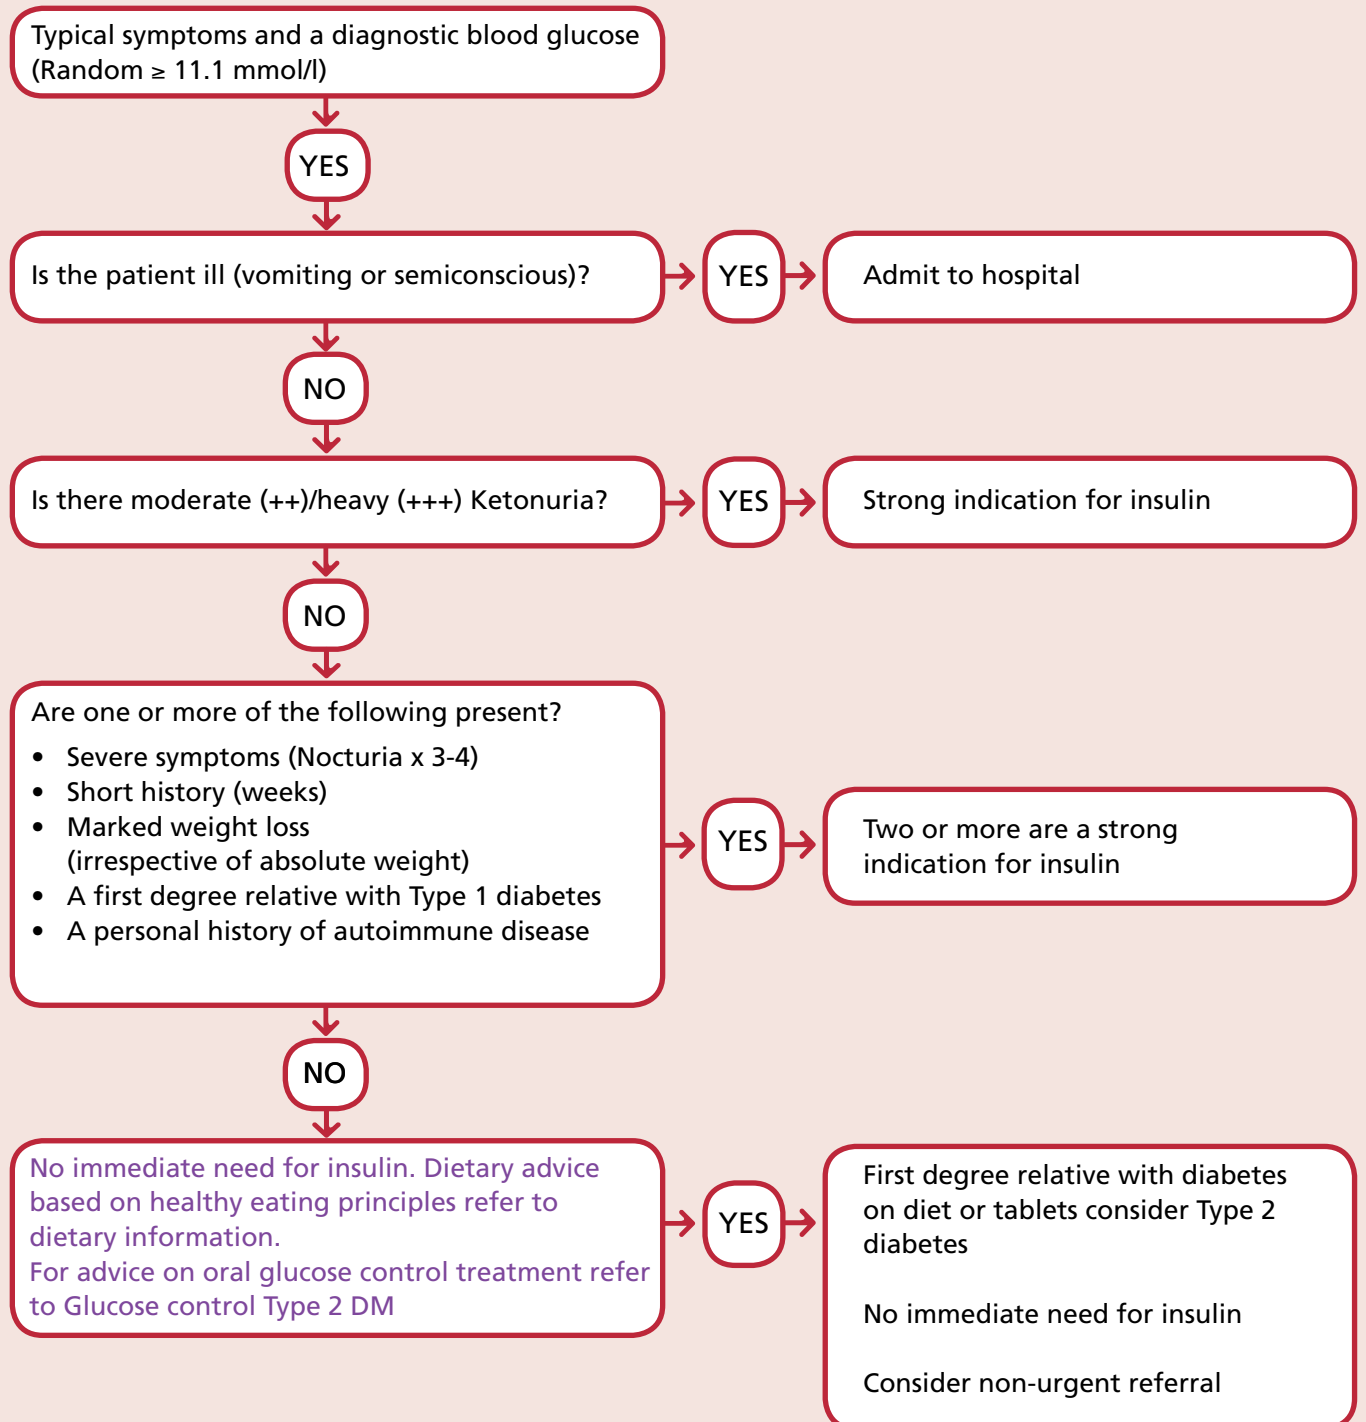 Typical symptoms and a diagnostic blood glucose
(Random ≥ 11.1 mmol/l)
YES
Is the patient ill (vomiting or semiconscious)?
YES
Admit to hospital
NO
Is there moderate (++)/heavy (+++) Ketonuria?
YES
Strong indication for insulin
NO
Are one or more of the following present?
• Severe symptoms (Nocturia x 3-4)
• Short history (weeks)
• Marked weight loss
(irrespective of absolute weight)
• A first degree relative with Type 1 diabetes
• A personal history of autoimmune disease
YES
Two or more are a strong
indication for insulin
NO
No immediate need for insulin. Dietary advice
based on healthy eating principles refer to
dietary information.
For advice on oral glucose control treatment refer
to Glucose control Type 2 DM
YES
First degree relative with diabetes
on diet or tablets consider Type 2
diabetes
No immediate need for insulin
Consider non-urgent referral